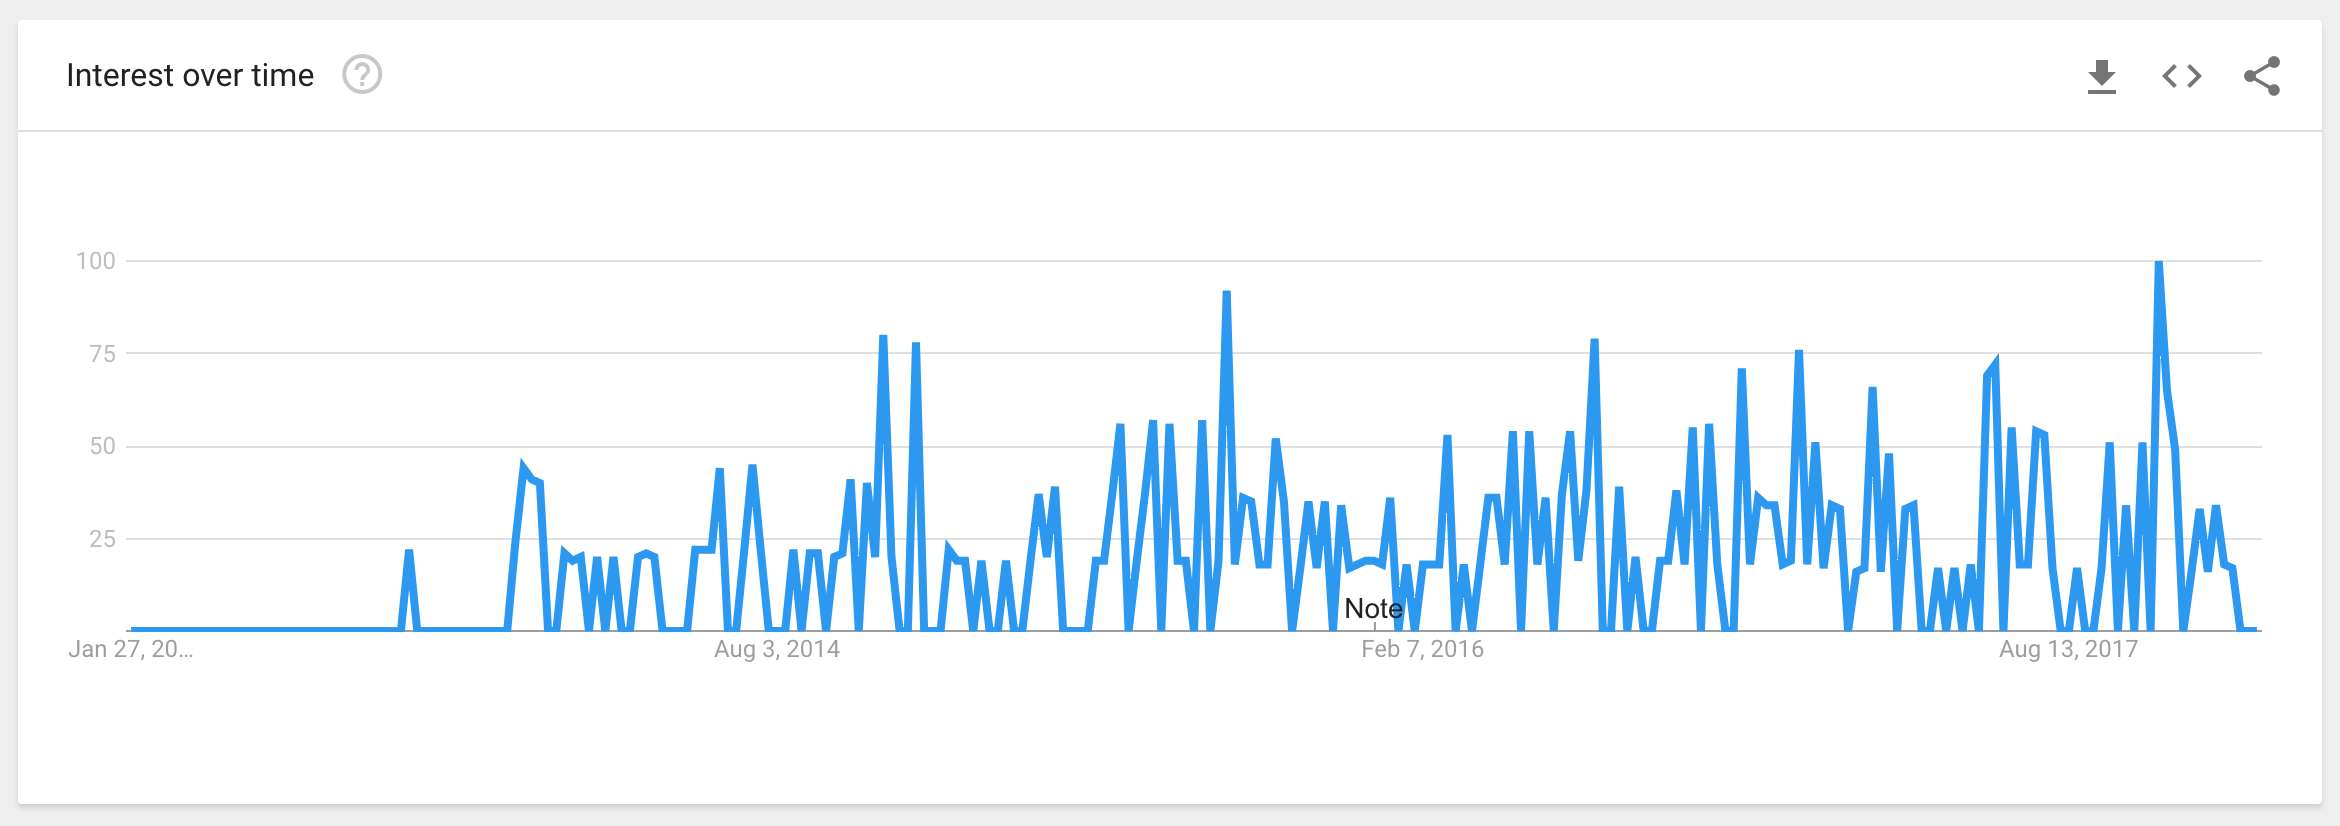 Interest over time ?
100
75
50
25
Note
Jan 27, 20... Aug 3, 2014 Feb 7, 2016 Aug 13, 2017